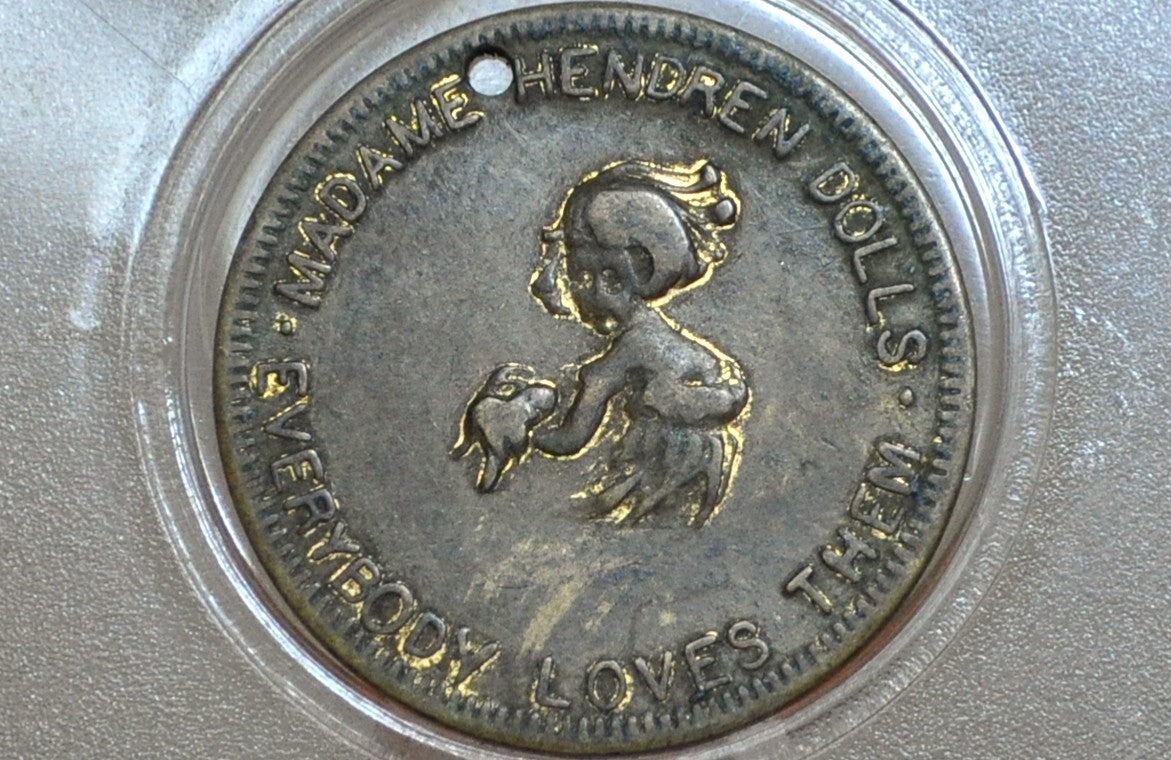 · MADAME HENDREN DOLLS ·
EVERYBODY LOVES THEM